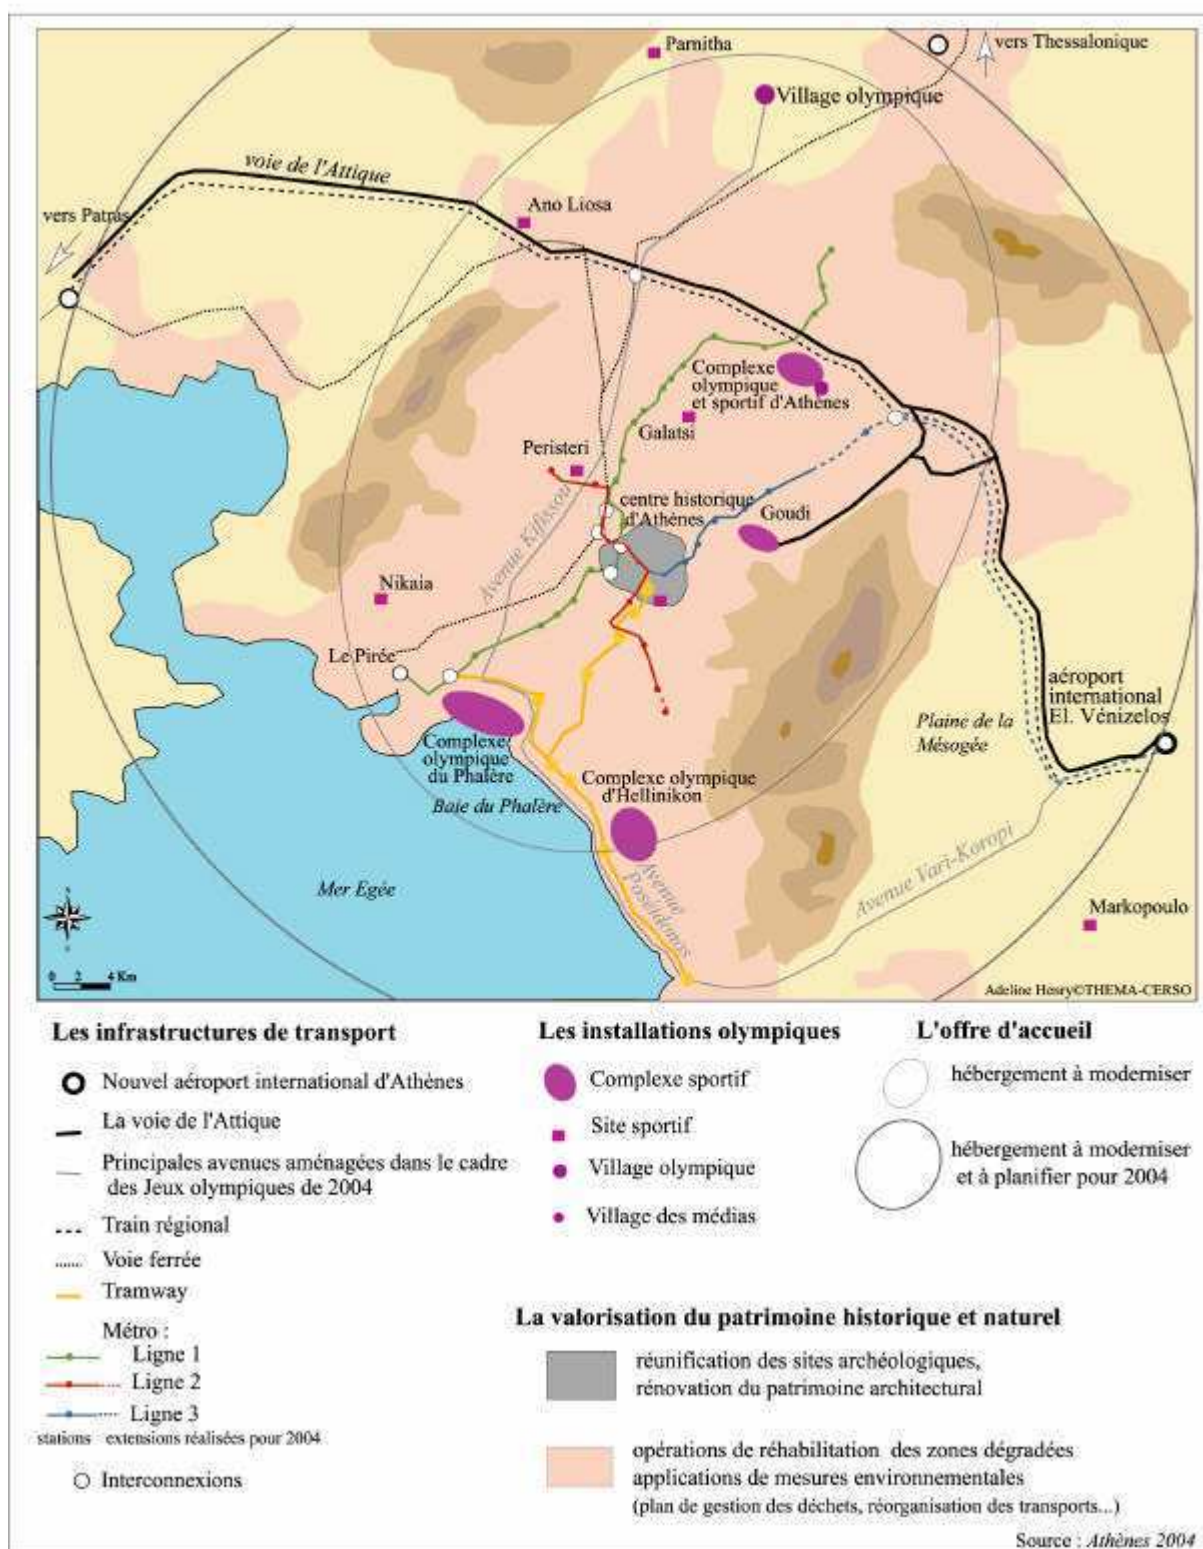 Parnitha
vers Thessalonique
Village olympique
voie de l'Attique
vers Patras
Ano Liosa
Complexe
olympique
et sportif d'Athènes
Galatsi
Peristeri
centre historique
d'Athènes
Goudi
Avenue Kifissou
Nikaia
Le Pirée
aéroport
international
El. Vénizelos
Plaine de la
Mésogée
Complexe
olympique
du Phalère
Baie du Phalère
Complexe olympique
d'Hellinikon
Avenue
Poseidonos
Avenue Vari-Koropi
Mer Egée
Markopoulo
0 2 4 Km
Adeline Henry©THEMA-CERSO
Les infrastructures de transport
Nouvel aéroport international d'Athènes
La voie de l'Attique
Principales avenues aménagées dans le cadre
des Jeux olympiques de 2004
Train régional
Voie ferrée
Tramway
Métro :
Ligne 1
Ligne 2
Ligne 3
stations extensions réalisées pour 2004
Interconnexions
Les installations olympiques
Complexe sportif
Site sportif
Village olympique
Village des médias
L'offre d'accueil
hébergement à moderniser
hébergement à moderniser
et à planifier pour 2004
La valorisation du patrimoine historique et naturel
réunification des sites archéologiques,
rénovation du patrimoine architectural
opérations de réhabilitation des zones dégradées
applications de mesures environnementales
(plan de gestion des déchets, réorganisation des transports...)
Source : Athènes 2004